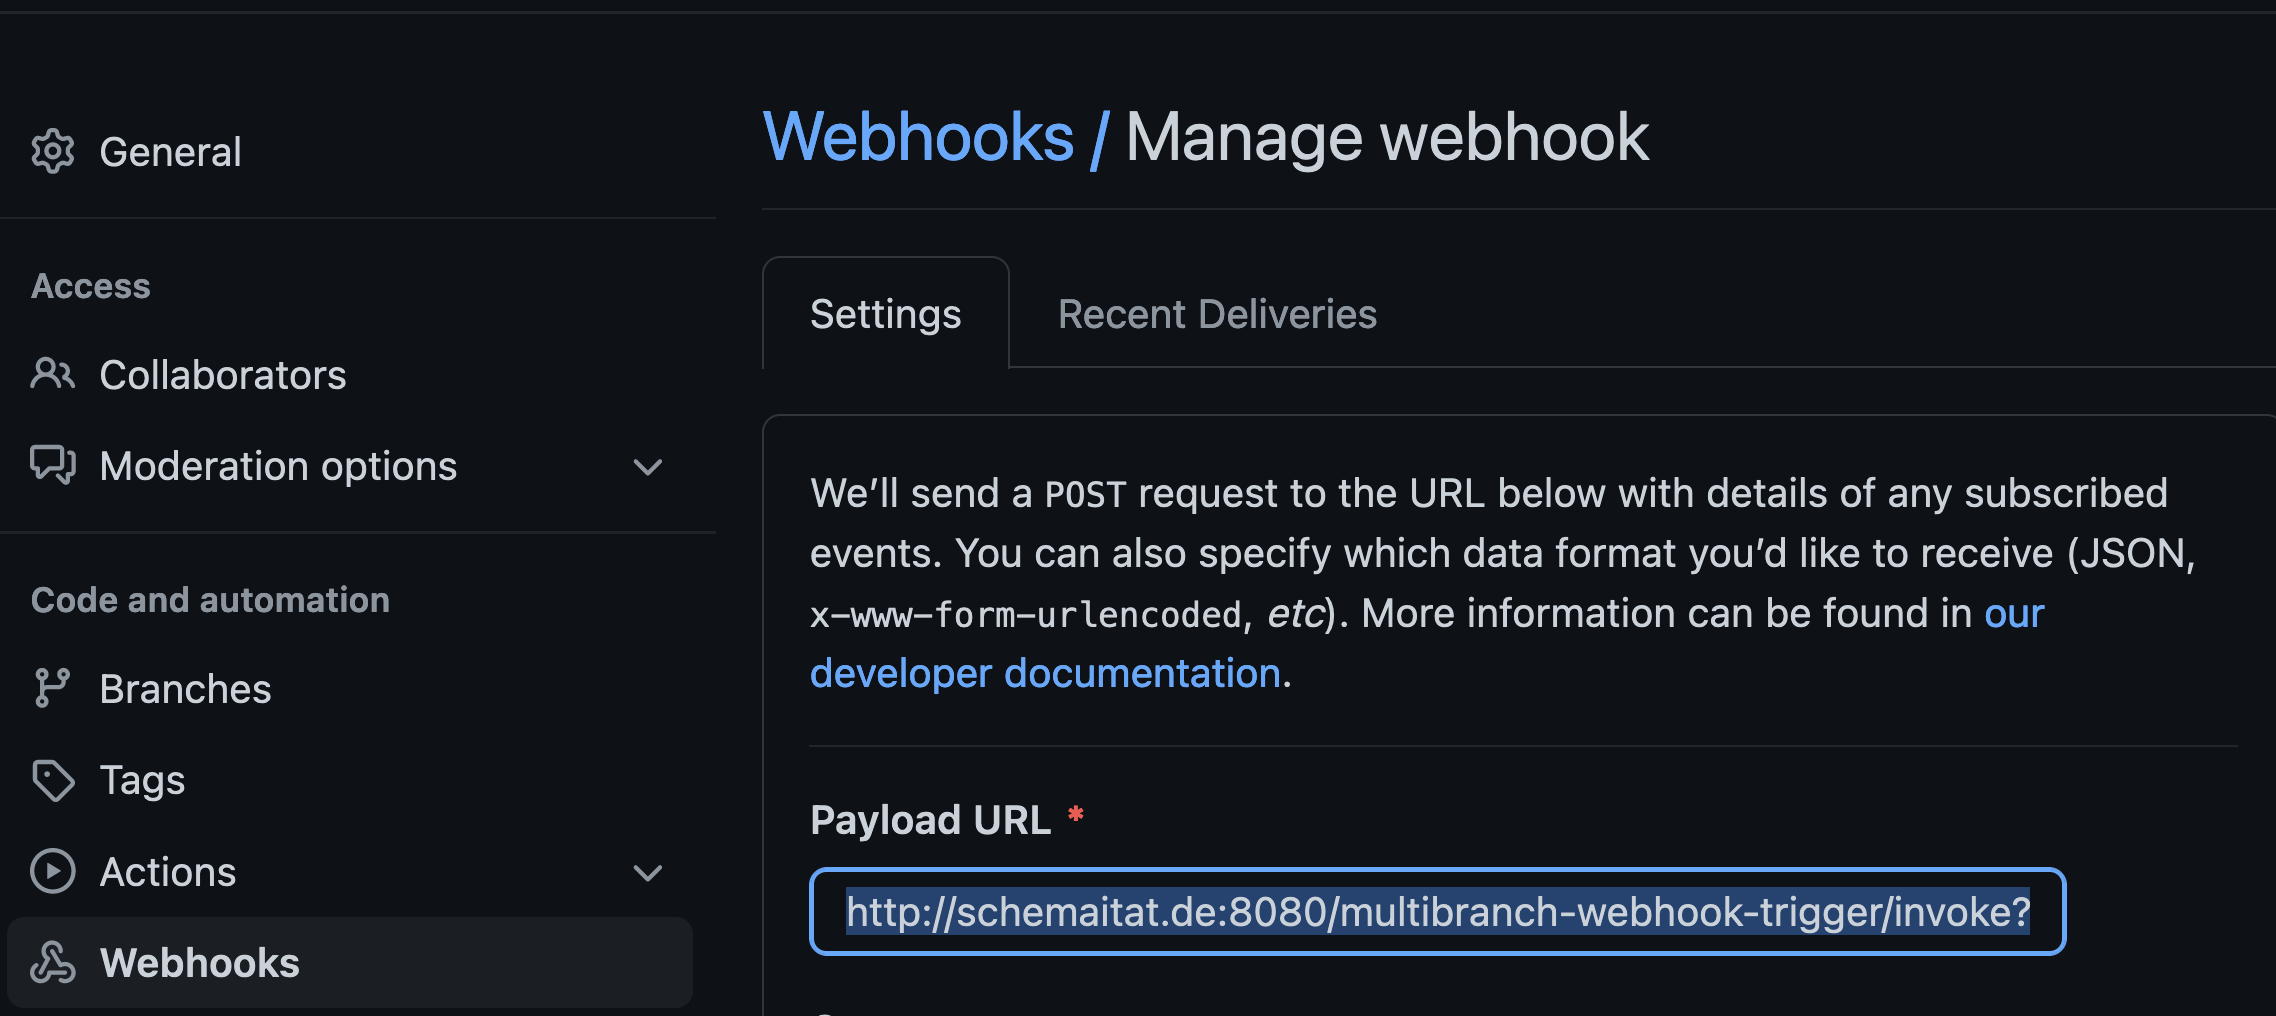 General
Access
Collaborators
Moderation options
Code and automation
Branches
Tags
Actions
Webhooks
Webhooks / Manage webhook
Settings
Recent Deliveries
We’ll send a POST request to the URL below with details of any subscribed
events. You can also specify which data format you’d like to receive (JSON,
x-www-form-urlencoded, etc). More information can be found in our
developer documentation.
Payload URL *
http://schemaitat.de:8080/multibranch-webhook-trigger/invoke?